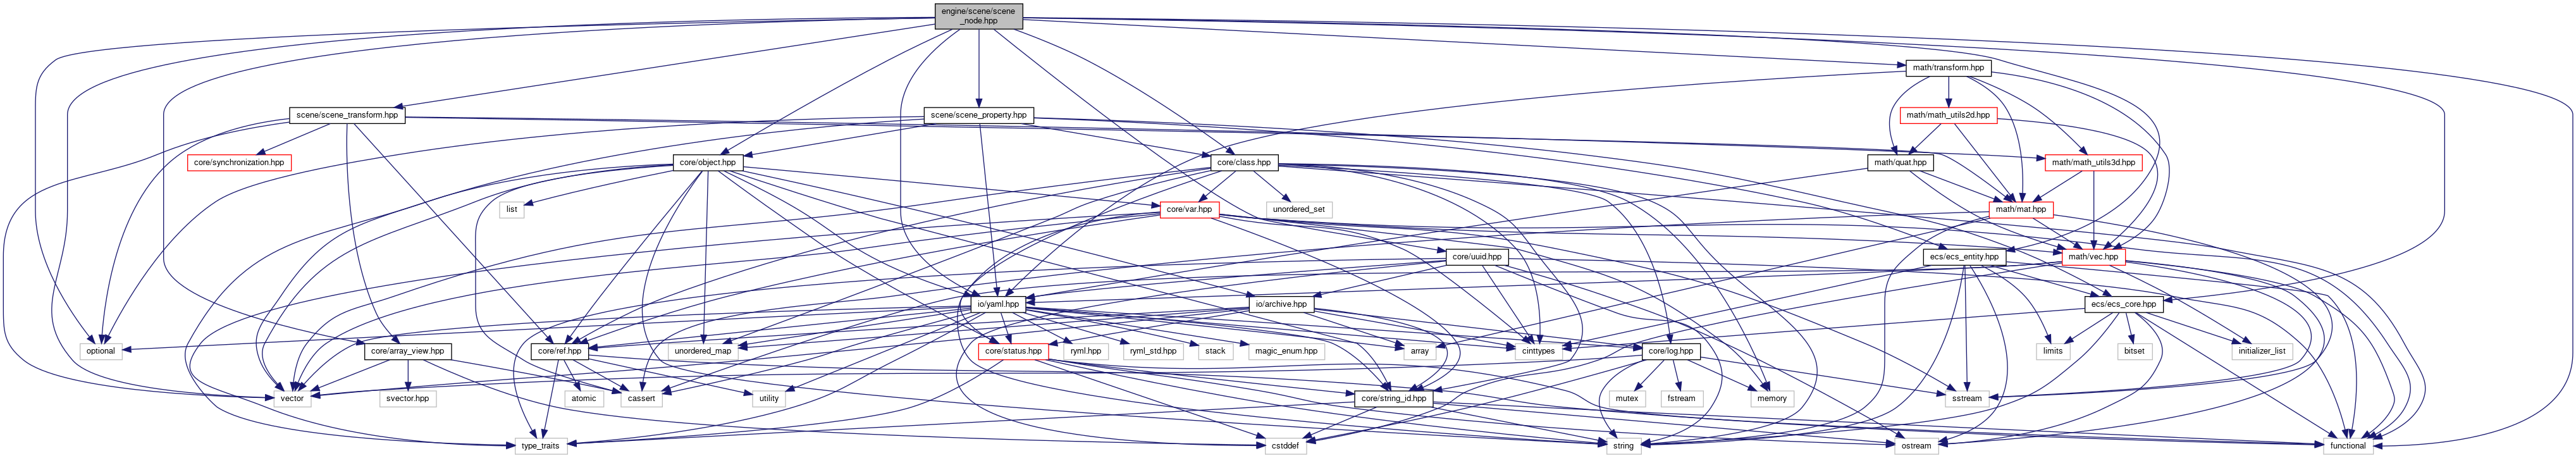 engine/scene/scene
_node.hpp
math/transform.hpp
scene/scene_transform.hpp
scene/scene_property.hpp
math/math_utils2d.hpp
core/synchronization.hpp
core/object.hpp
core/class.hpp
math/quat.hpp
math/math_utils3d.hpp
list
core/var.hpp
unordered_set
math/mat.hpp
core/uuid.hpp
ecs/ecs_entity.hpp
math/vec.hpp
io/yaml.hpp
io/archive.hpp
ecs/ecs_core.hpp
optional
core/array_view.hpp
core/ref.hpp
unordered_map
core/status.hpp
ryml.hpp
ryml_std.hpp
stack
magic_enum.hpp
array
cinttypes
core/log.hpp
limits
bitset
initializer_list
vector
svector.hpp
atomic
cassert
utility
core/string_id.hpp
mutex
fstream
memory
sstream
type_traits
cstddef
string
ostream
functional